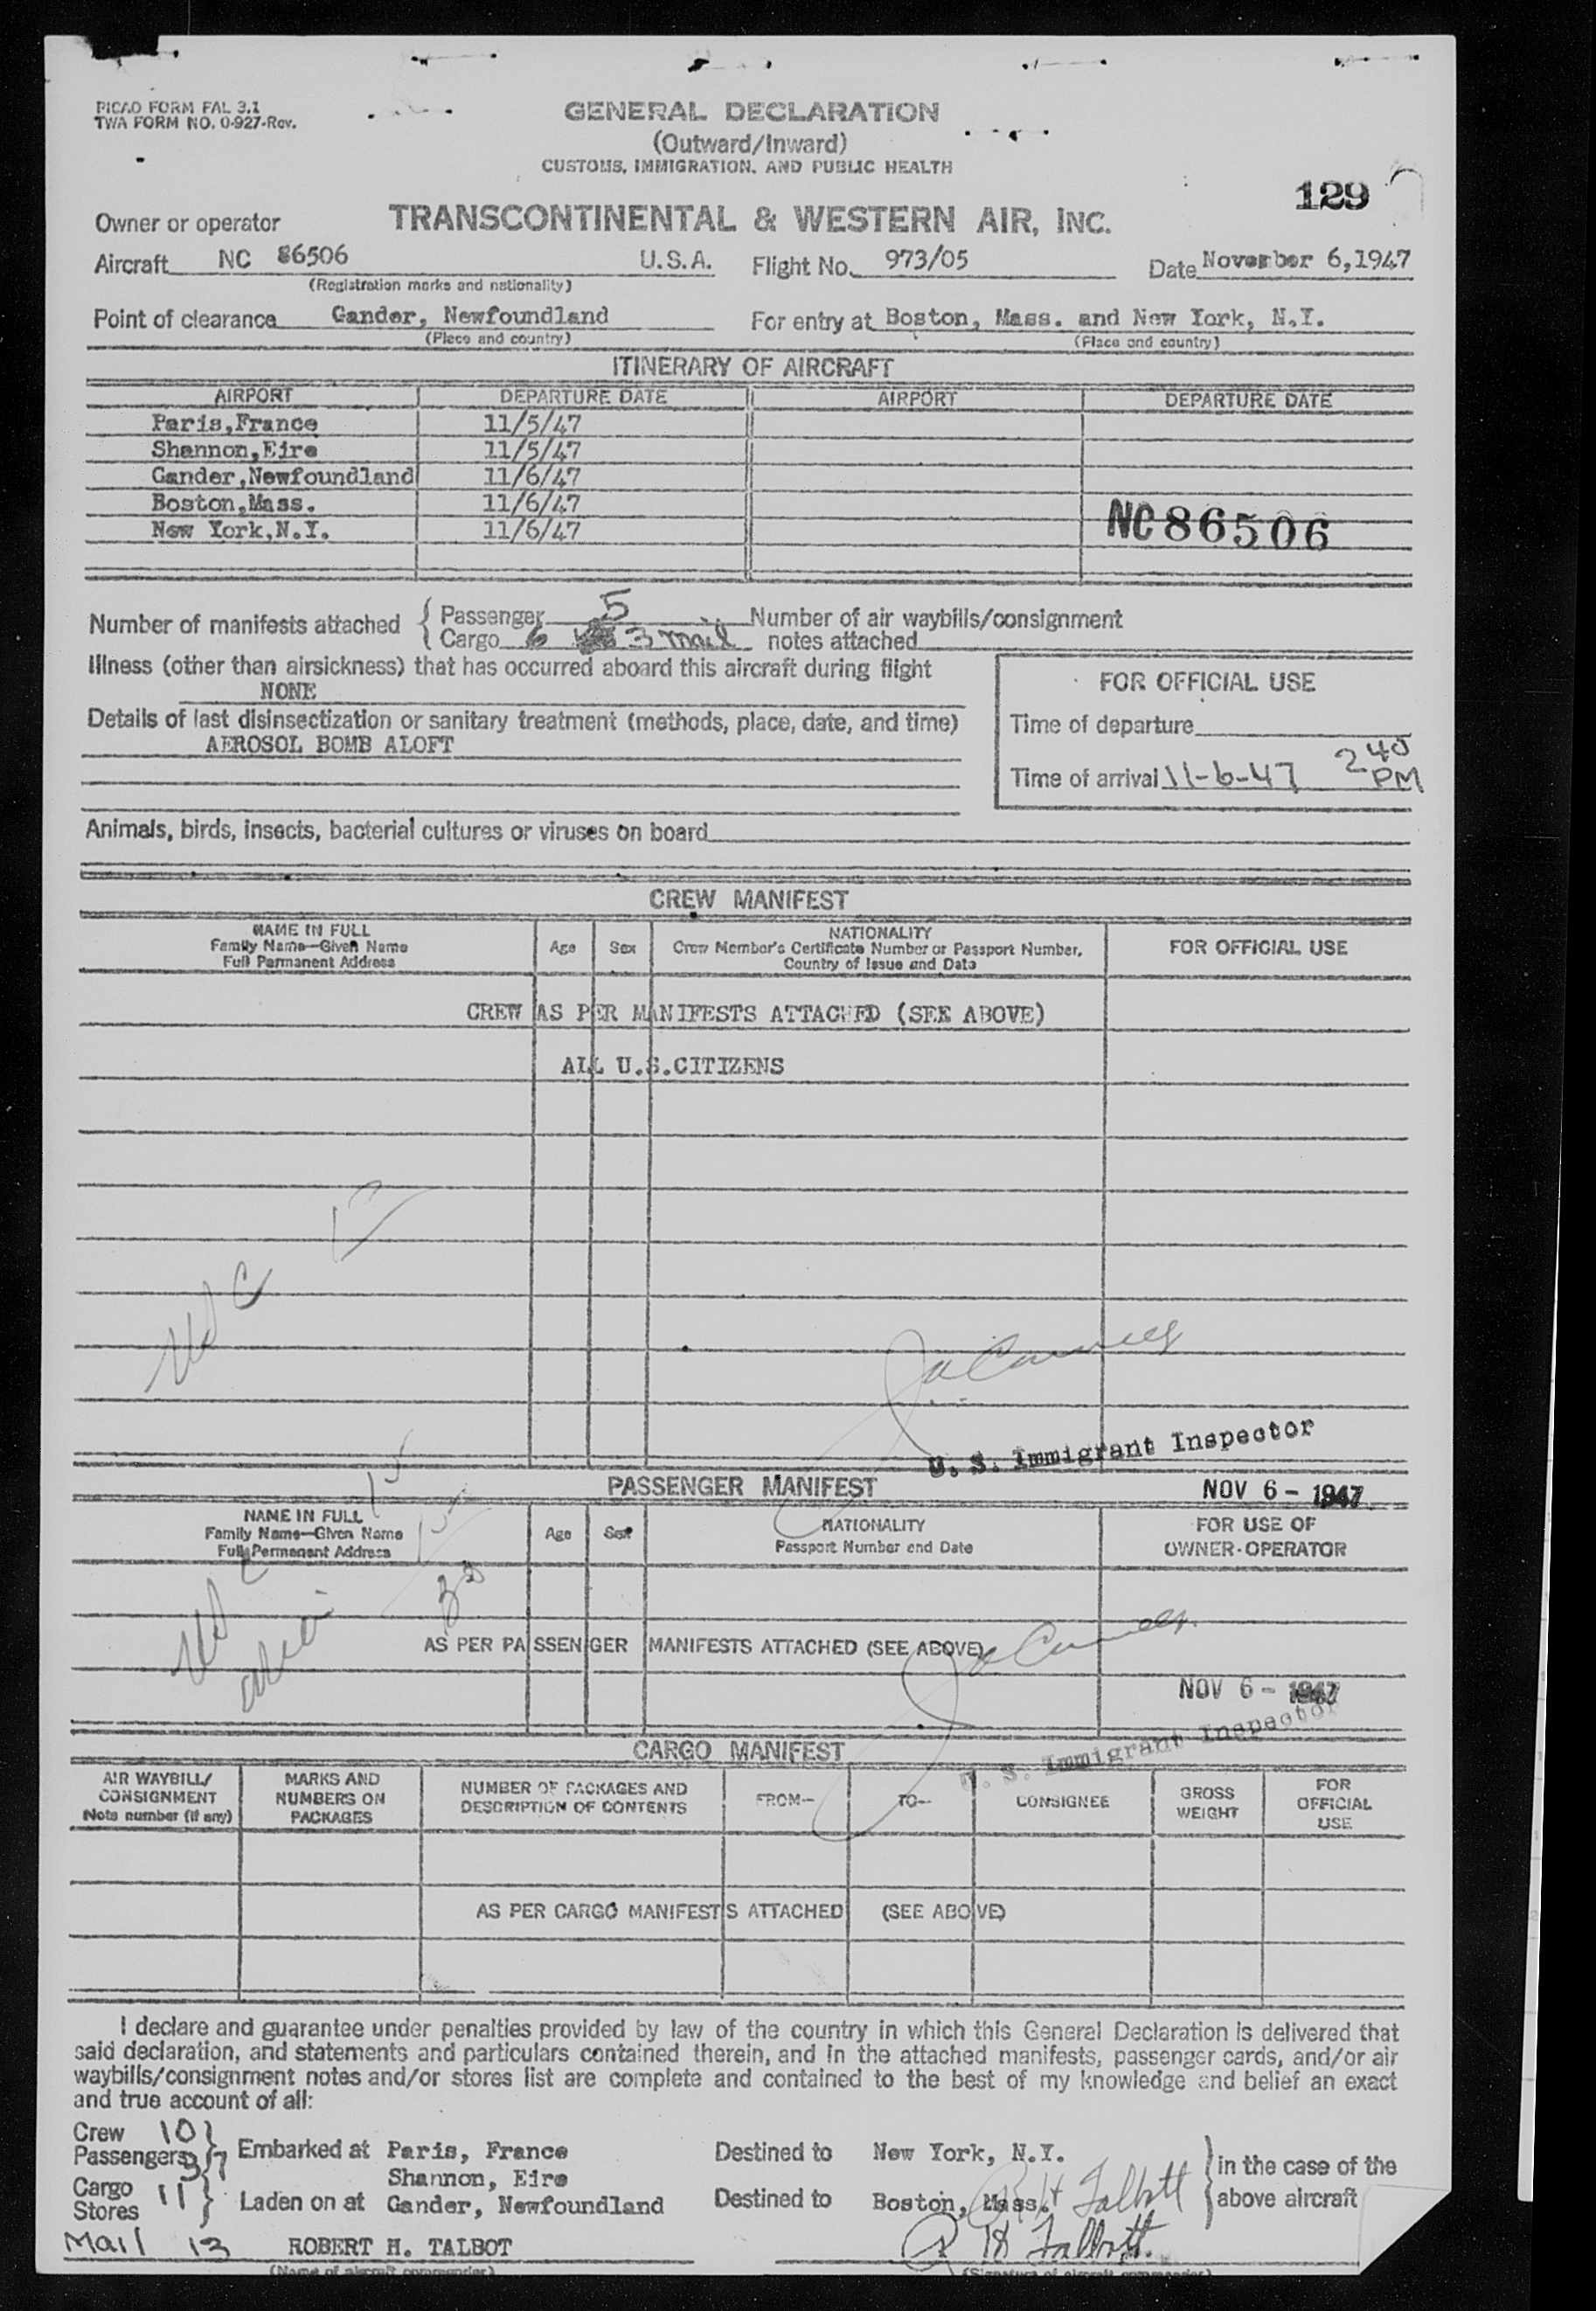 PICAO FORM FAL 3.1
TWA FORM NO. 0-927-Rev.
GENERAL DECLARATION
(Outward/Inward)
CUSTOMS, IMMIGRATION, AND PUBLIC HEALTH
129
Owner or operator TRANSCONTINENTAL & WESTERN AIR, INC.
Aircraft NC 86506 U.S.A. Flight No. 973/05 Date November 6,1947
(Registration marks and nationality)
Point of clearance Gander, Newfoundland For entry at Boston, Mass. and New York, N.Y.
(Place and country) (Place and country)
ITINERARY OF AIRCRAFT
AIRPORT DEPARTURE DATE AIRPORT DEPARTURE DATE
Paris,France 11/5/47
Shannon,Eire 11/5/47
Gander,Newfoundland 11/6/47
Boston,Mass. 11/6/47
New York,N.Y. 11/6/47
NC86506
Number of manifests attached { Passenger 5 Number of air waybills/consignment
Cargo 6 3 mail notes attached
Illness (other than airsickness) that has occurred aboard this aircraft during flight
NONE
Details of last disinsectization or sanitary treatment (methods, place, date, and time)
AEROSOL BOMB ALOFT
FOR OFFICIAL USE
Time of departure
Time of arrival 11-6-47 2 40 PM
Animals, birds, insects, bacterial cultures or viruses on board
CREW MANIFEST
NAME IN FULL
Family Name—Given Name
Full Permanent Address
Age Sex
NATIONALITY
Crew Member's Certificate Number or Passport Number,
Country of Issue and Data
FOR OFFICIAL USE
CREW AS PER MANIFESTS ATTACHED (SEE ABOVE)
ALL U.S.CITIZENS
U. S. Immigrant Inspector
PASSENGER MANIFEST
NOV 6 - 1947
NAME IN FULL
Family Name—Given Name
Full Permanent Address
Age Sex
NATIONALITY
Passport Number and Date
FOR USE OF
OWNER-OPERATOR
AS PER PASSENGER MANIFESTS ATTACHED (SEE ABOVE)
NOV 6 - 1947
U. S. Immigrant Inspector
CARGO MANIFEST
AIR WAYBILL/
CONSIGNMENT
Note number (if any)
MARKS AND
NUMBERS ON
PACKAGES
NUMBER OF PACKAGES AND
DESCRIPTION OF CONTENTS
FROM—
TO—
CONSIGNEE
GROSS
WEIGHT
FOR
OFFICIAL
USE
AS PER CARGO MANIFESTS ATTACHED (SEE ABOVE)
I declare and guarantee under penalties provided by law of the country in which this General Declaration is delivered that
said declaration, and statements and particulars contained therein, and in the attached manifests, passenger cards, and/or air
waybills/consignment notes and/or stores list are complete and contained to the best of my knowledge and belief an exact
and true account of all:
Crew 10
Passengers 37 } Embarked at Paris, France Destined to New York, N.Y. } in the case of the
Shannon, Eire
Cargo
Stores 11 } Laden on at Gander, Newfoundland Destined to Boston, Mass. above aircraft
R H Talbott
Mail 13 ROBERT H. TALBOT R H Talbott.
(Name of aircraft commander) (Signature of aircraft commander)